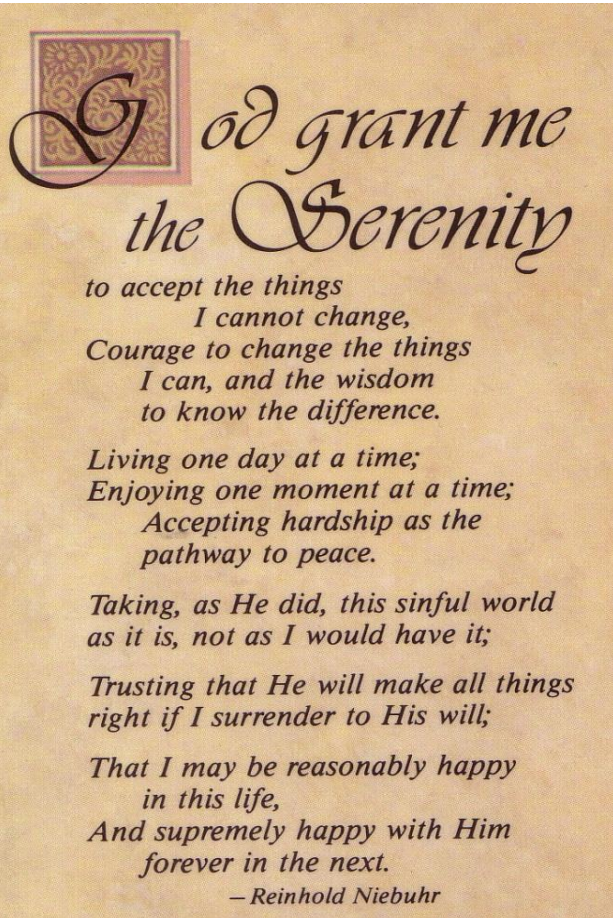 God grant me
the Serenity
to accept the things
I cannot change,
Courage to change the things
I can, and the wisdom
to know the difference.
Living one day at a time;
Enjoying one moment at a time;
Accepting hardship as the
pathway to peace.
Taking, as He did, this sinful world
as it is, not as I would have it;
Trusting that He will make all things
right if I surrender to His will;
That I may be reasonably happy
in this life,
And supremely happy with Him
forever in the next.
—Reinhold Niebuhr